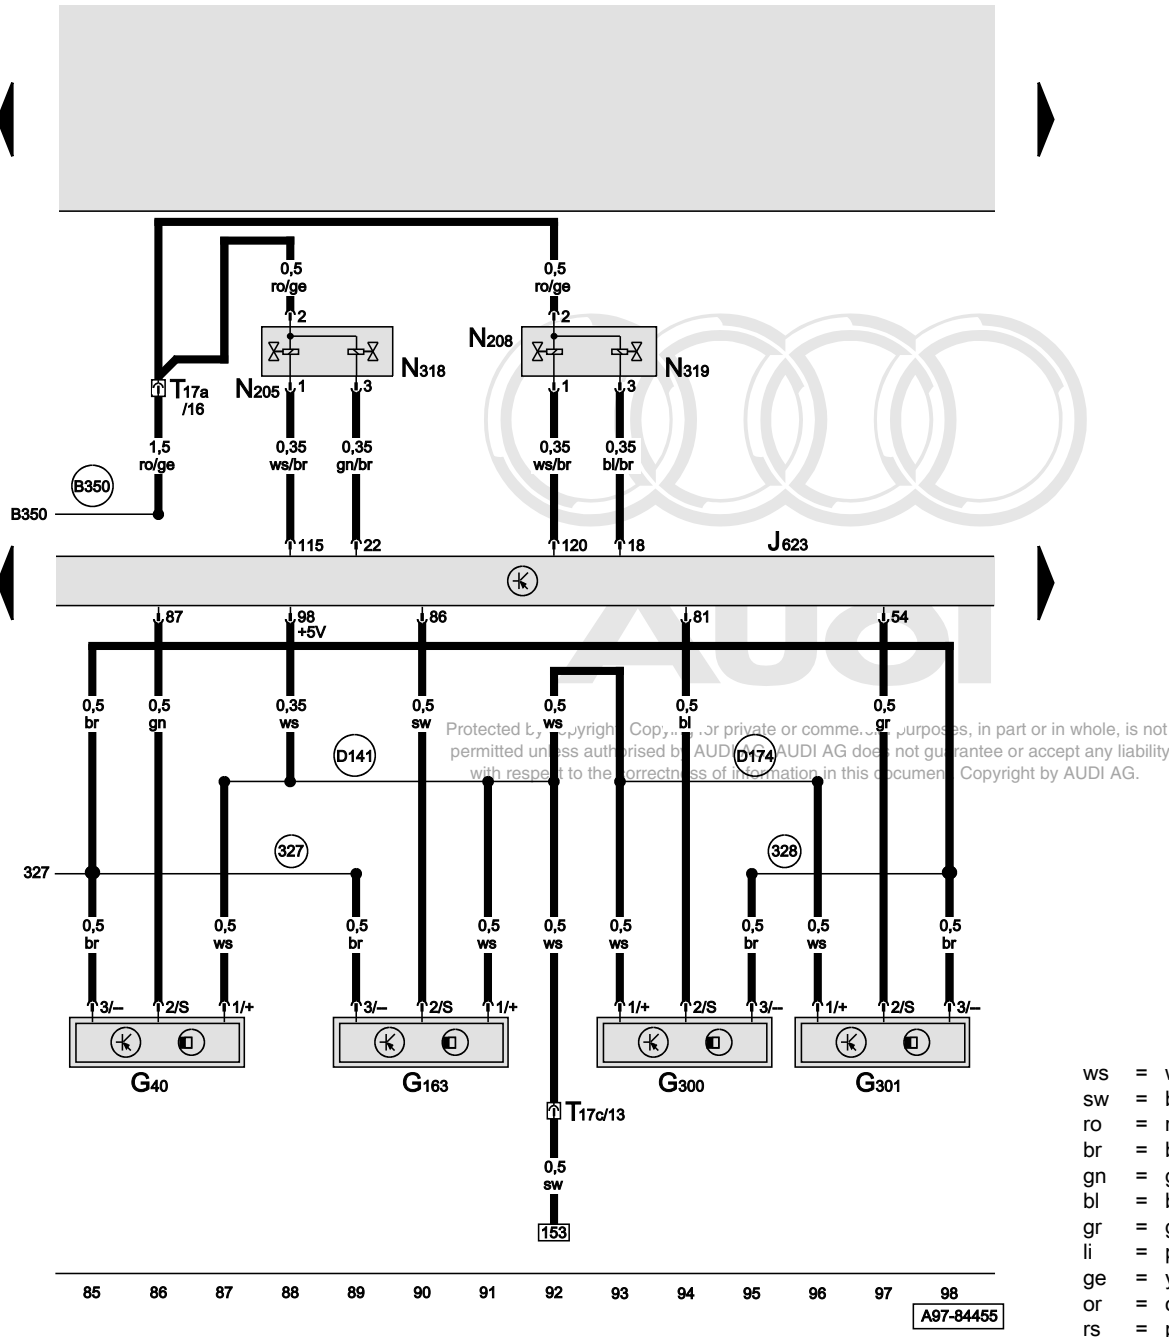 0,5 0,5
ro/ge ro/ge
2 2
N208
N318 N319
T17a N205 1 3 1 3
/16
1,5 0,35 0,35 0,35 0,35
ro/ge ws/br gn/br ws/br bl/br
B350
B350
115 22 120 18 J623
87 98 86 81 54
+5V
0,5 0,5 0,35 0,5 0,5 0,5 0,5
br gn ws sw ws bl gr
Protected by copyright. Copying for private or commercial purposes, in part or in whole, is not
permitted unless authorised by AUDI AG. AUDI AG does not guarantee or accept any liability
with respect to the correctness of information in this document. Copyright by AUDI AG.
D141 D174
327 327 328
0,5 0,5 0,5 0,5 0,5 0,5 0,5 0,5 0,5
br ws br ws ws ws br ws br
3/– 2/S 1/+ 3/– 2/S 1/+ 1/+ 2/S 3/– 1/+ 2/S 3/–
G40 G163 G300 G301
T17c/13
0,5
sw
153
85 86 87 88 89 90 91 92 93 94 95 96 97 98
A97-84455
Audi
ws =
sw =
ro =
br =
gn =
bl =
gr =
li =
ge =
or =
rs =